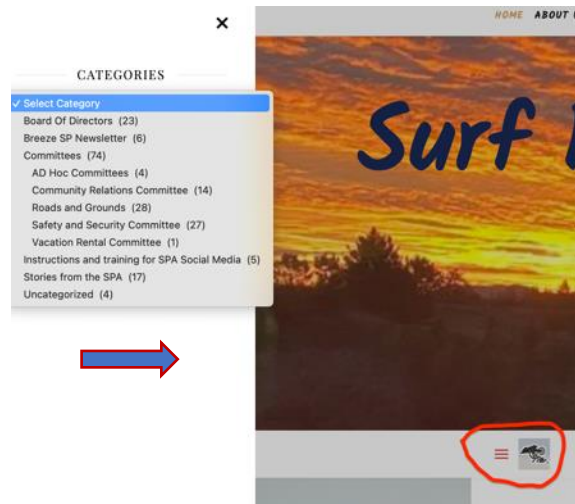 HOME ABOUT
CATEGORIES
Surf
✓ Select Category
Board Of Directors (23)
Breeze SP Newsletter (6)
Committees (74)
AD Hoc Committees (4)
Community Relations Committee (14)
Roads and Grounds (28)
Safety and Security Committee (27)
Vacation Rental Committee (1)
Instructions and training for SPA Social Media (5)
Stories from the SPA (17)
Uncategorized (4)